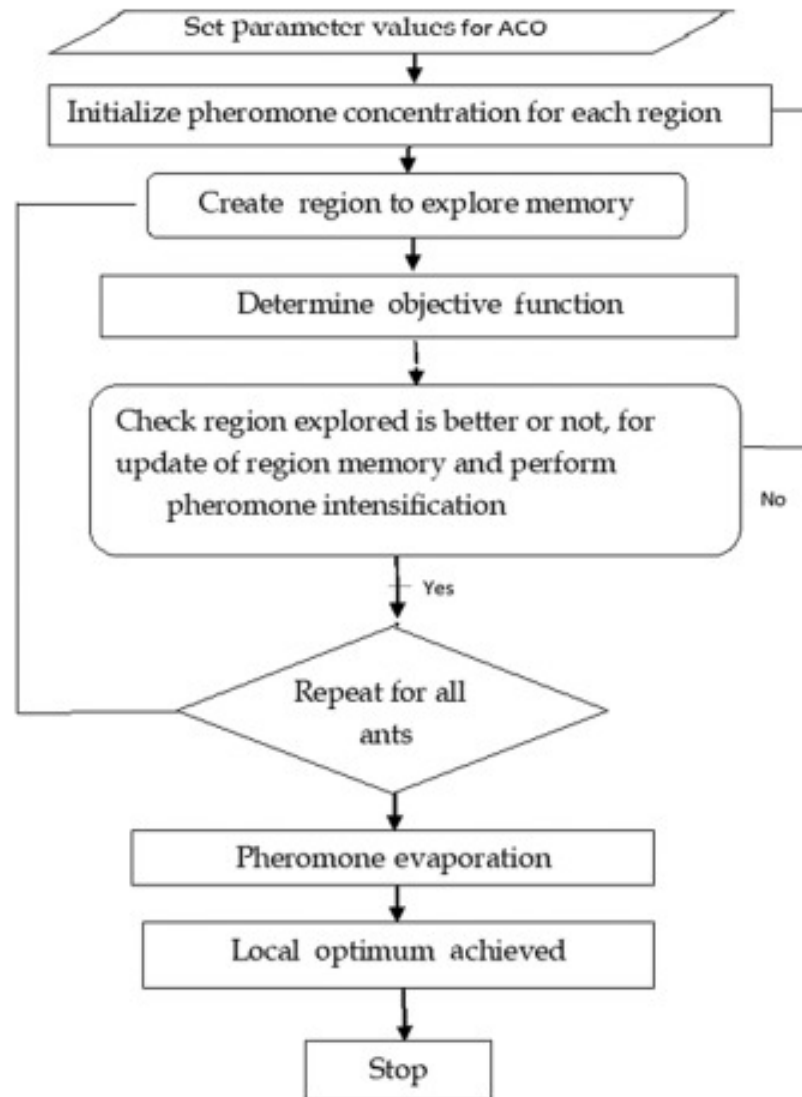 Set parameter values for ACO
Initialize pheromone concentration for each region
Create region to explore memory
Determine objective function
Check region explored is better or not, for
update of region memory and perform
pheromone intensification
No
Yes
Repeat for all
ants
Pheromone evaporation
Local optimum achieved
Stop